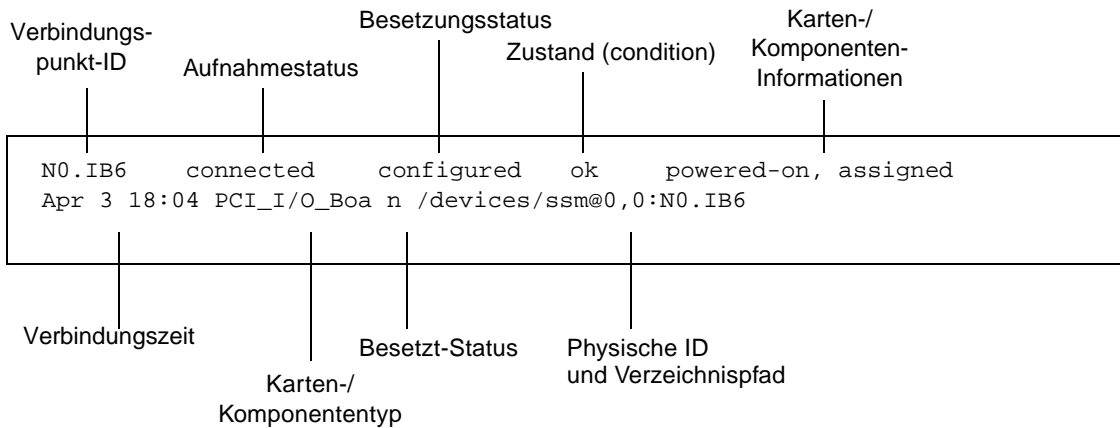 Verbindungs-
punkt-ID
Aufnahmestatus
Besetzungsstatus
Zustand (condition)
Karten-/
Komponenten-
Informationen
N0.IB6 connected configured ok powered-on, assigned
Apr 3 18:04 PCI_I/O_Boa n /devices/ssm@0,0:N0.IB6
Verbindungszeit
Karten-/
Komponententyp
Besetzt-Status
Physische ID
und Verzeichnispfad